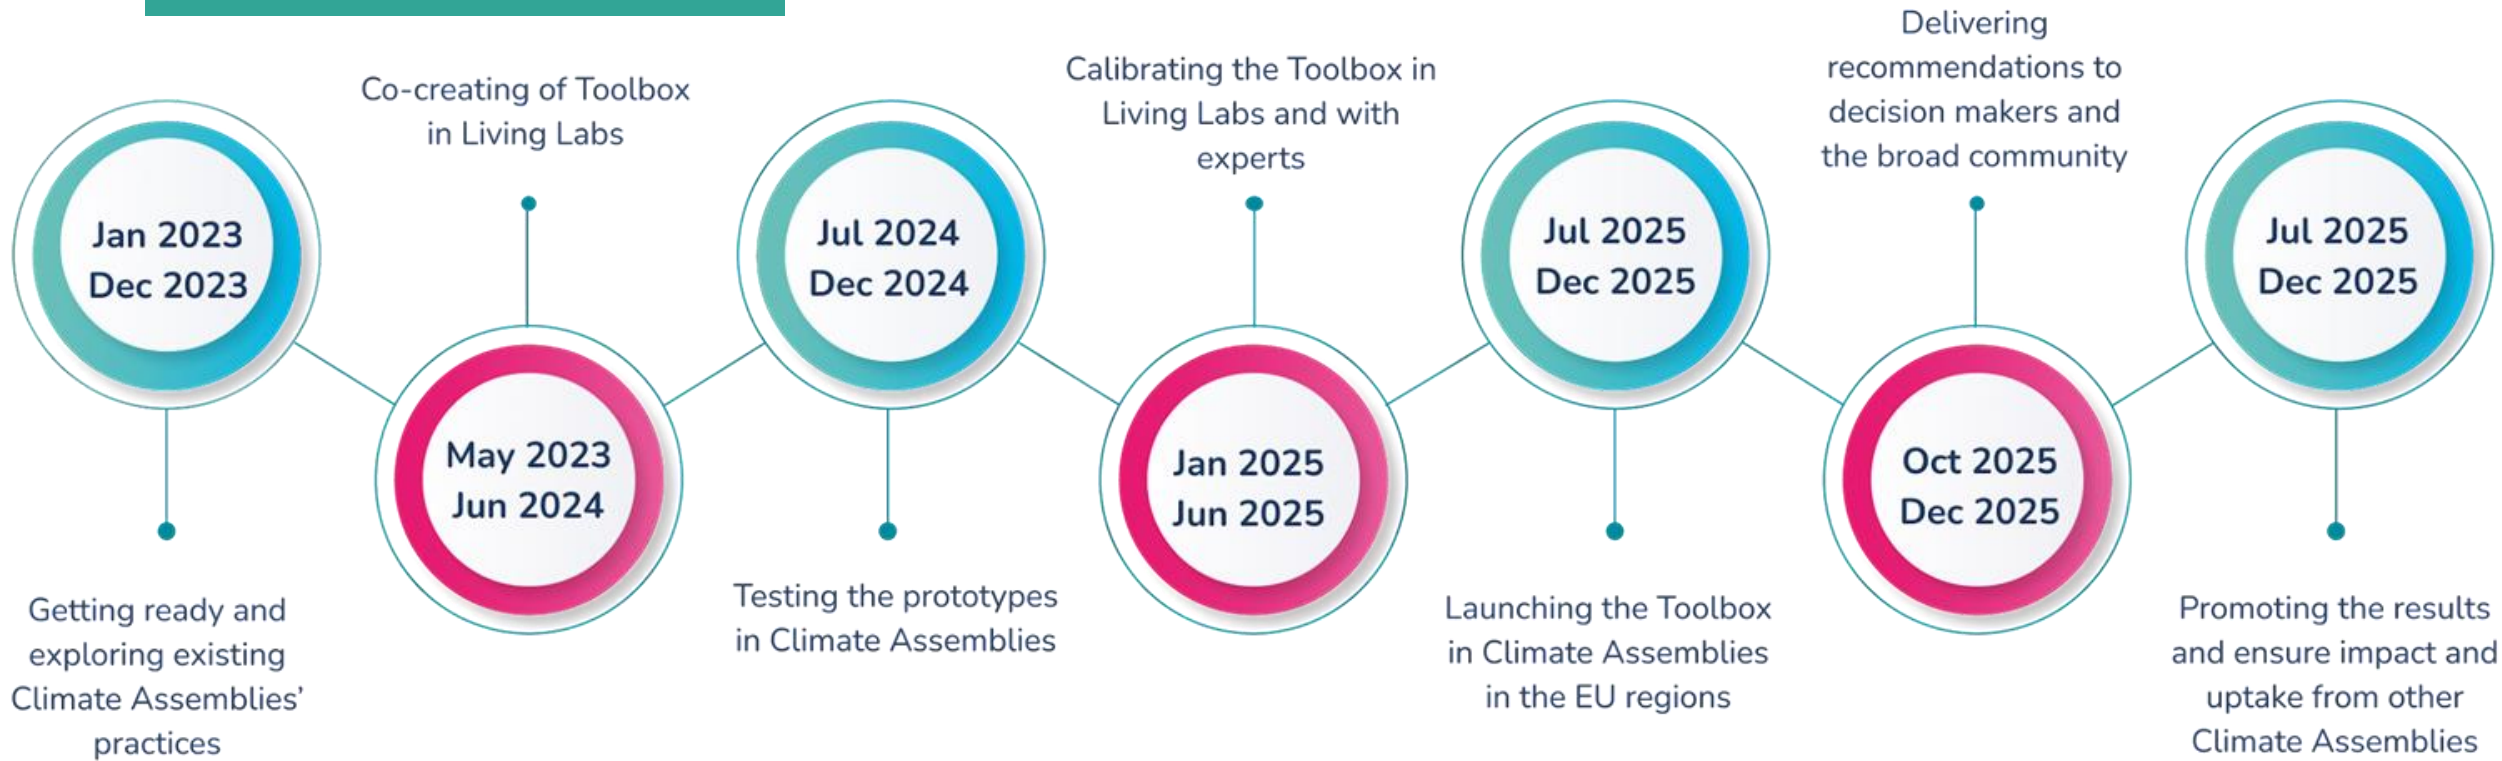 Jan 2023
Dec 2023
Getting ready and
exploring existing
Climate Assemblies’
practices
Co-creating of Toolbox
in Living Labs
May 2023
Jun 2024
Jul 2024
Dec 2024
Testing the prototypes
in Climate Assemblies
Calibrating the Toolbox in
Living Labs and with
experts
Jan 2025
Jun 2025
Jul 2025
Dec 2025
Launching the Toolbox
in Climate Assemblies
in the EU regions
Delivering
recommendations to
decision makers and
the broad community
Oct 2025
Dec 2025
Jul 2025
Dec 2025
Promoting the results
and ensure impact and
uptake from other
Climate Assemblies